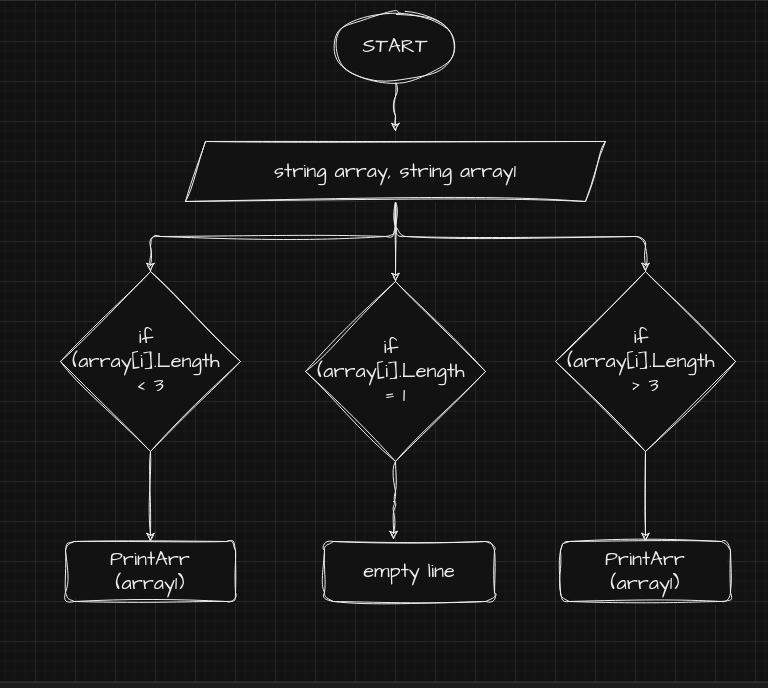 START
string array, string array1
if
(array[i].Length
< 3
if
(array[i].Length
= 1
if
(array[i].Length
> 3
PrintArr
(array1)
empty line
PrintArr
(array1)